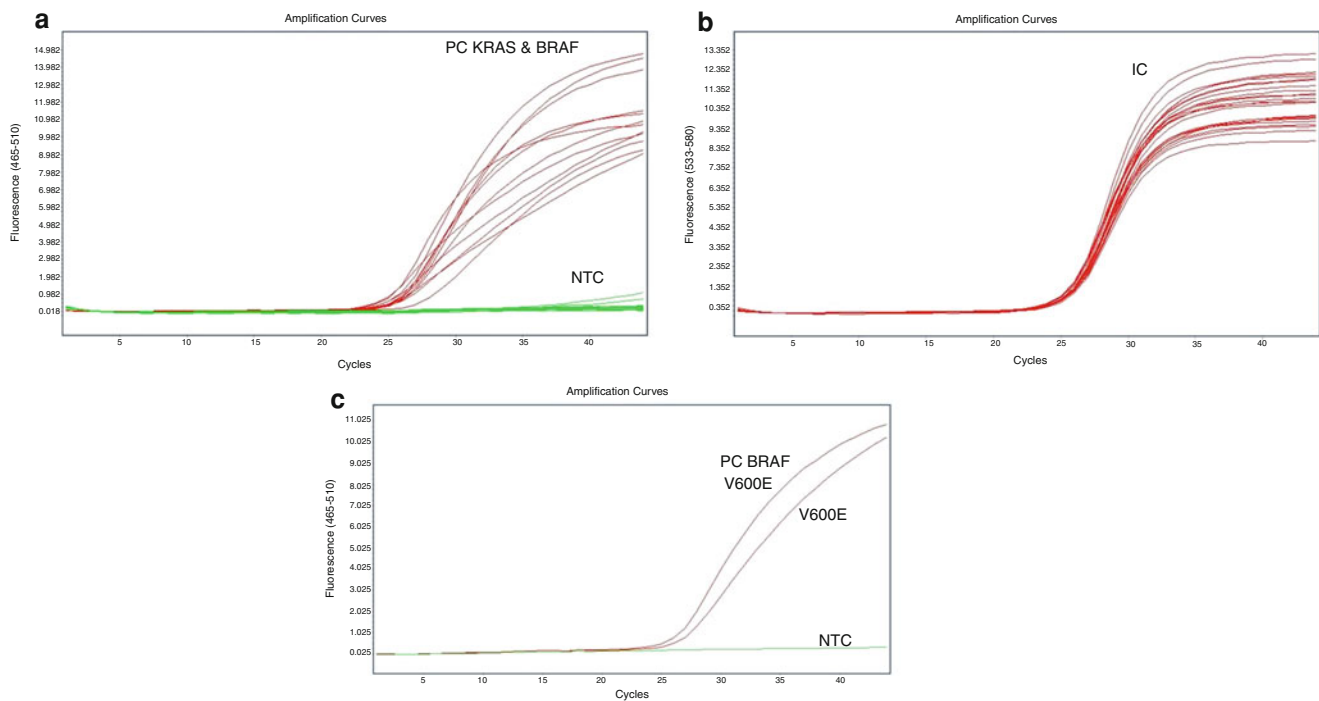 a
Amplification Curves
14.982
13.982
12.982
11.982
10.982
9.982
8.982
7.982
6.982
5.982
4.982
3.982
2.982
1.982
0.982
0.018
Fluorescence (465-510)
PC KRAS & BRAF
NTC
5 10 15 20 25 30 35 40
Cycles
b
Amplification Curves
13.352
12.352
11.352
10.352
9.352
8.352
7.352
6.352
5.352
4.352
3.352
2.352
1.352
0.352
Fluorescence (533-580)
IC
5 10 15 20 25 30 35 40
Cycles
c
Amplification Curves
11.025
10.025
9.025
8.025
7.025
6.025
5.025
4.025
3.025
2.025
1.025
0.025
Fluorescence (465-510)
PC BRAF
V600E
V600E
NTC
5 10 15 20 25 30 35 40
Cycles